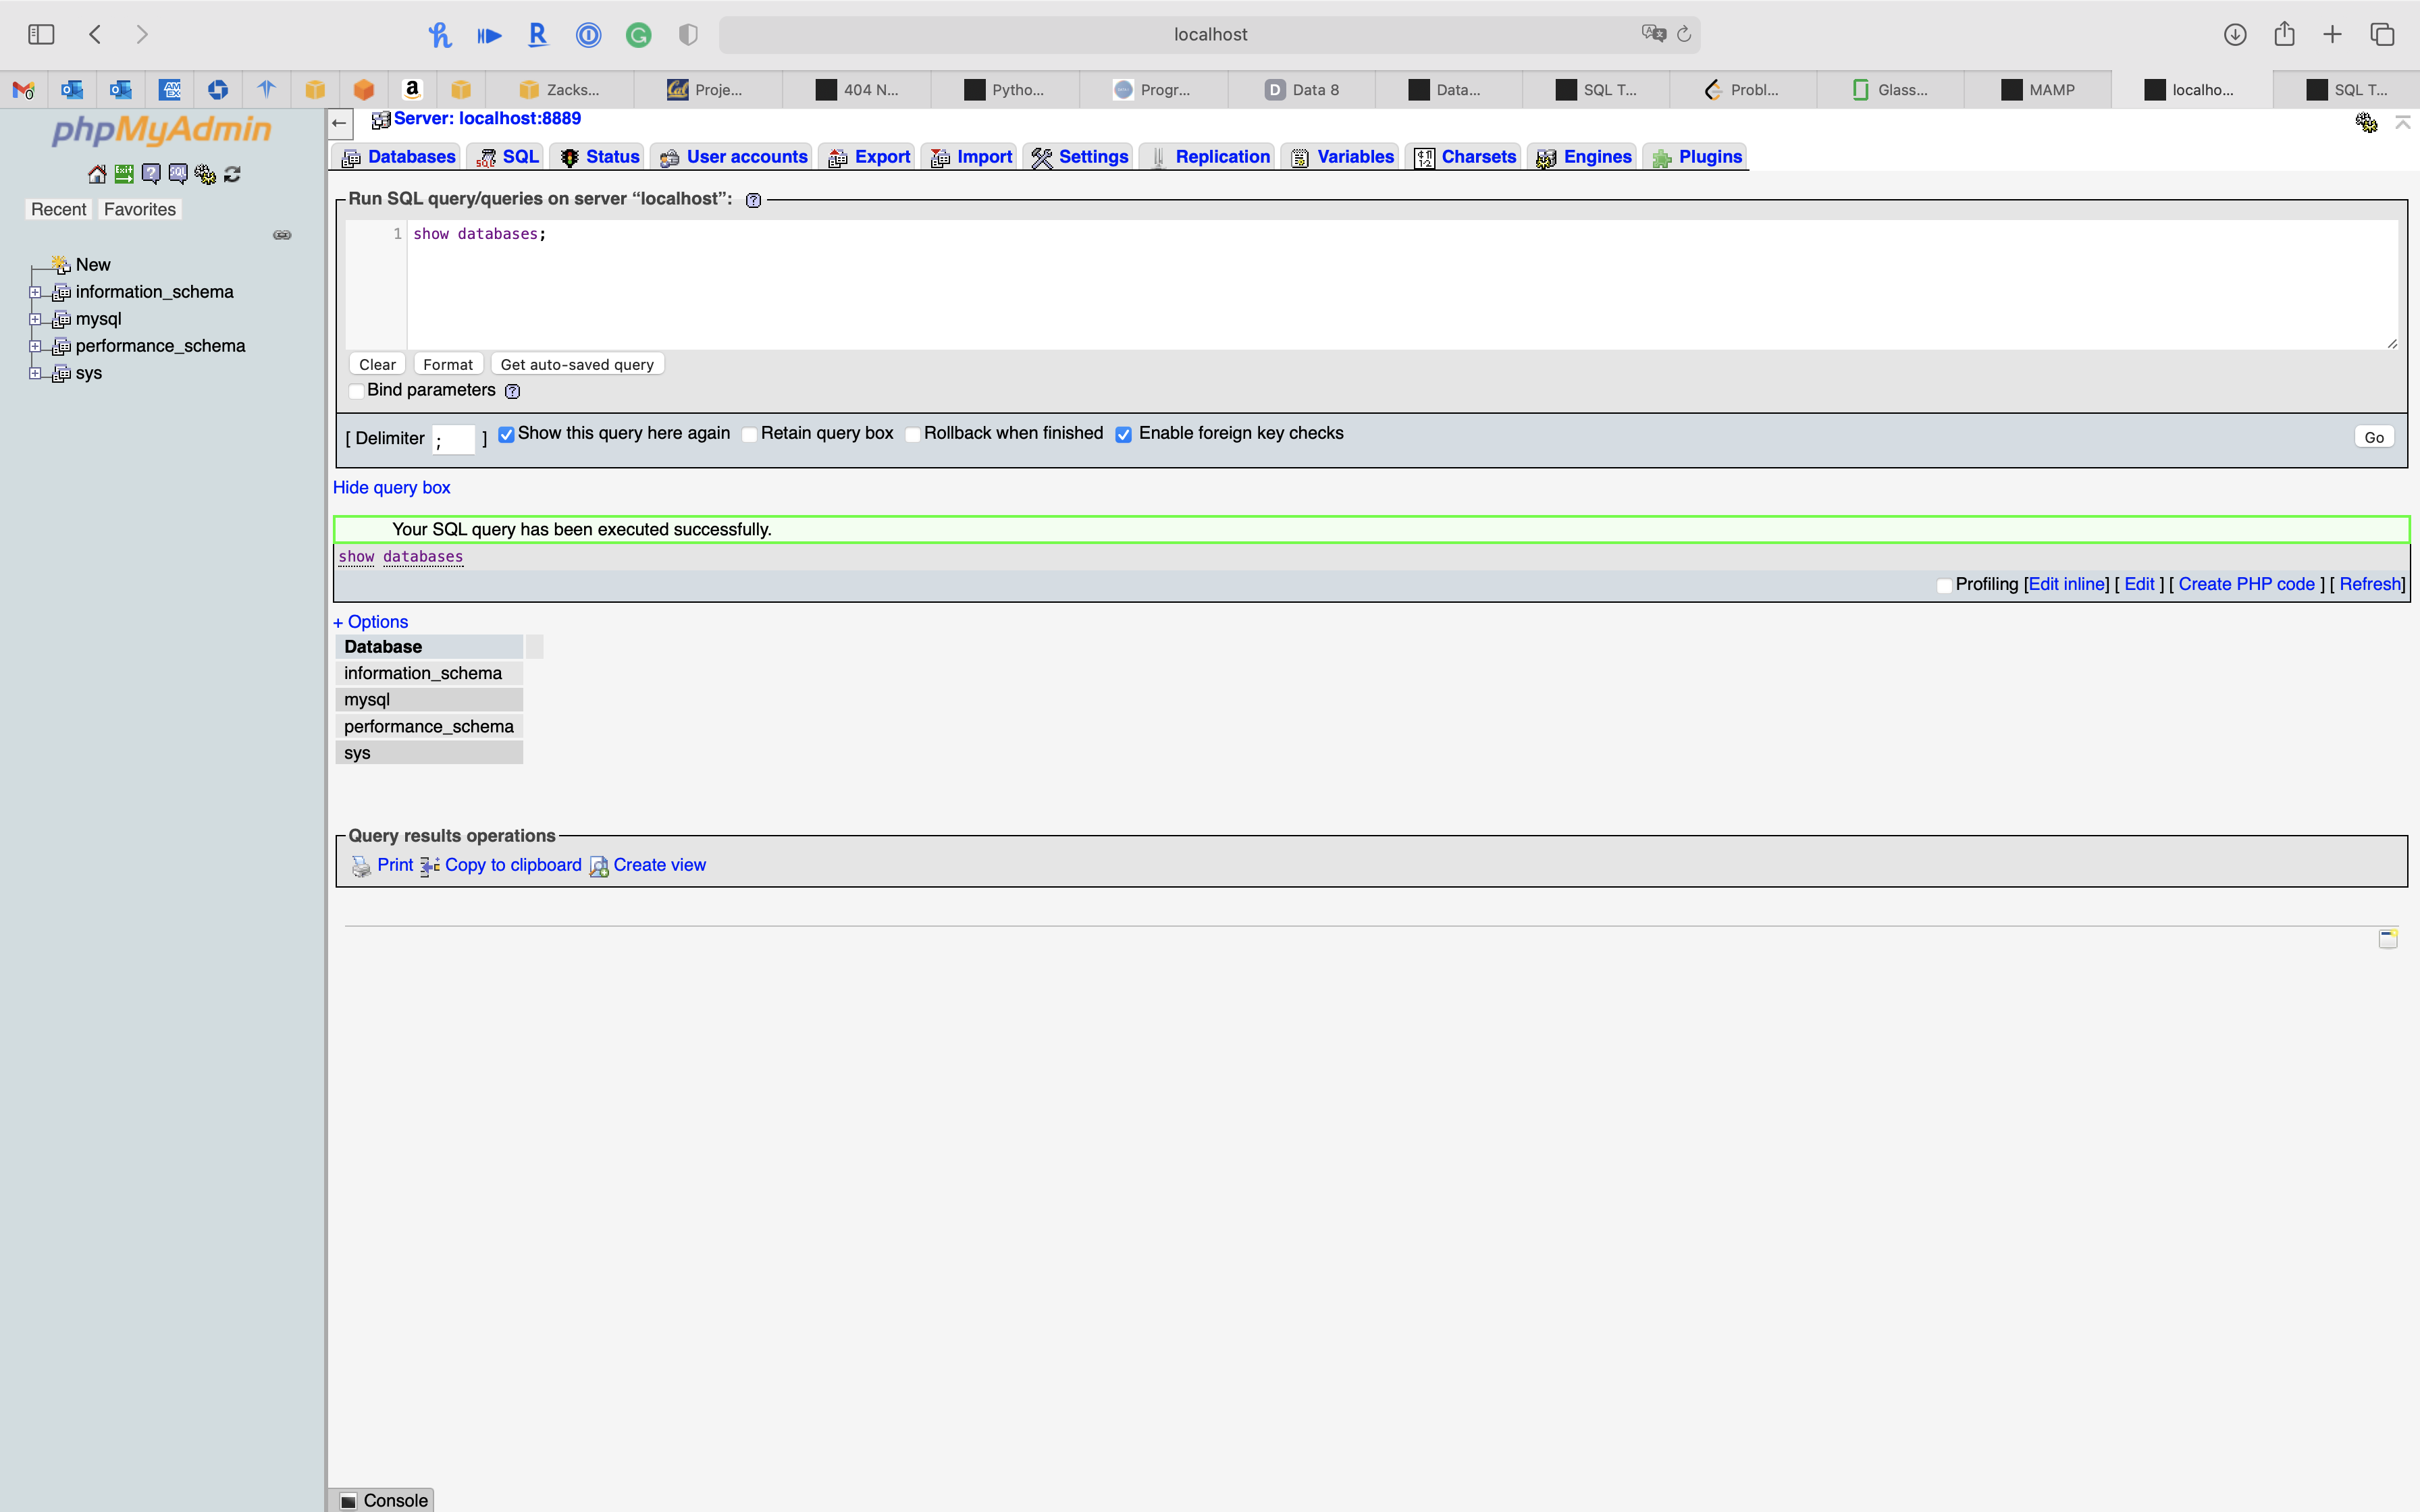 localhost
Zacks...
Proje...
404 N...
Pytho...
Progr...
Data 8
Data...
SQL T...
Probl...
Glass...
MAMP
localho...
SQL T...
phpMyAdmin
Recent
Favorites
New
information_schema
mysql
performance_schema
sys
Server: localhost:8889
Databases
SQL
Status
User accounts
Export
Import
Settings
Replication
Variables
Charsets
Engines
Plugins
Run SQL query/queries on server “localhost”:
1 show databases;
Clear
Format
Get auto-saved query
Bind parameters
[ Delimiter ; ] Show this query here again Retain query box Rollback when finished Enable foreign key checks
Go
Hide query box
Your SQL query has been executed successfully.
show databases
Profiling [Edit inline] [ Edit ] [ Create PHP code ] [ Refresh]
+ Options
Database
information_schema
mysql
performance_schema
sys
Query results operations
Print
Copy to clipboard
Create view
Console